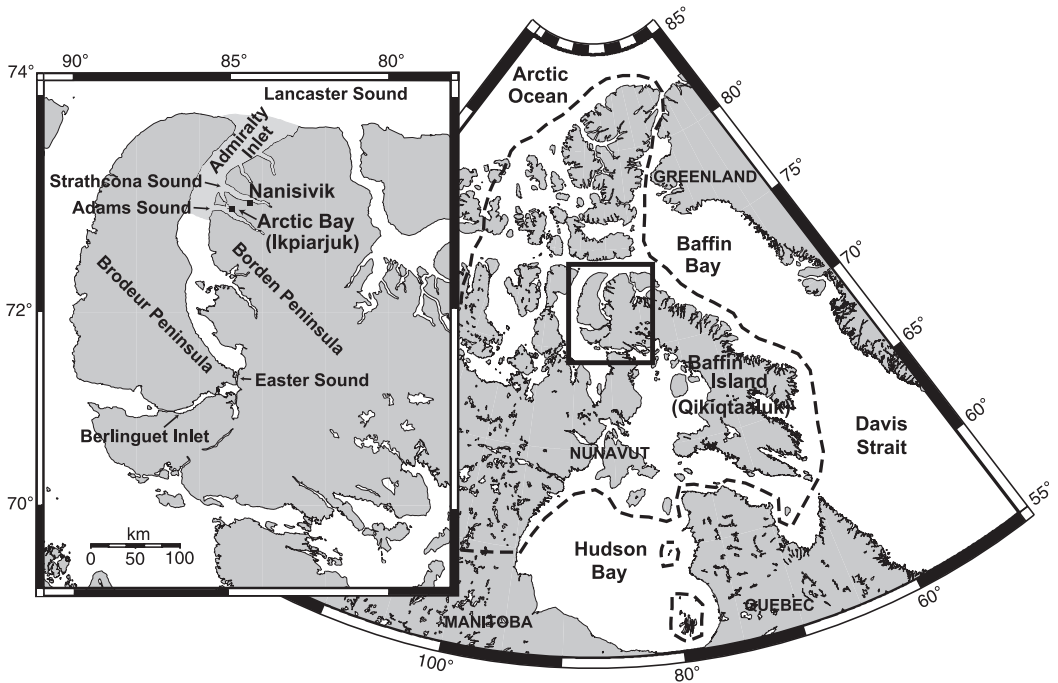 90°
85°
80°
74°
72°
70°
Lancaster Sound
Admiralty
Inlet
Strathcona Sound
Nanisivik
Adams Sound
Arctic Bay
(Ikpiarjuk)
Brodeur Peninsula
Borden Peninsula
Easter Sound
Berlinguet Inlet
km
0 50 100
Arctic
Ocean
85°
80°
75°
70°
65°
60°
55°
GREENLAND
Baffin
Bay
Baffin
Island
(Qikiqtaaluk)
Davis
Strait
NUNAVUT
Hudson
Bay
QUEBEC
MANITOBA
100°
80°
60°